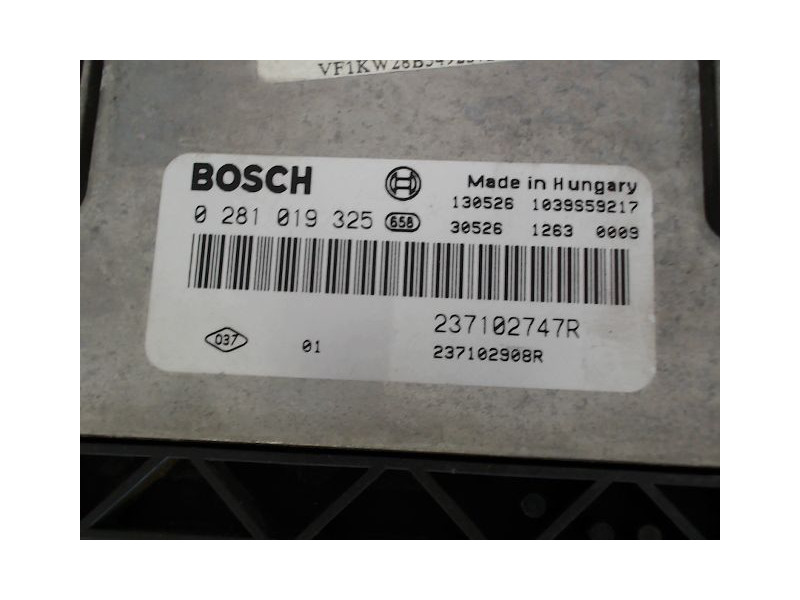 BOSCH
Made in Hungary
0 281 019 325 658
130526 1039S59217
30526 1263 0009
237102747R
037
01
237102908R